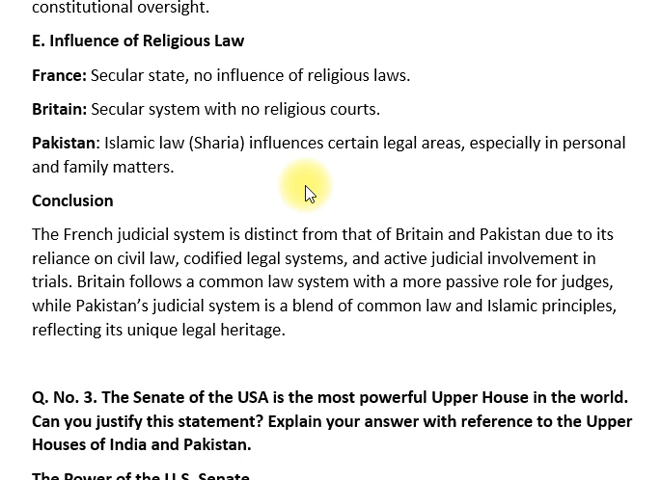 constitutional oversight.
E. Influence of Religious Law
France: Secular state, no influence of religious laws.
Britain: Secular system with no religious courts.
Pakistan: Islamic law (Sharia) influences certain legal areas, especially in personal
and family matters.
Conclusion
The French judicial system is distinct from that of Britain and Pakistan due to its
reliance on civil law, codified legal systems, and active judicial involvement in
trials. Britain follows a common law system with a more passive role for judges,
while Pakistan’s judicial system is a blend of common law and Islamic principles,
reflecting its unique legal heritage.
Q. No. 3. The Senate of the USA is the most powerful Upper House in the world.
Can you justify this statement? Explain your answer with reference to the Upper
Houses of India and Pakistan.
The Power of the U.S. Senate